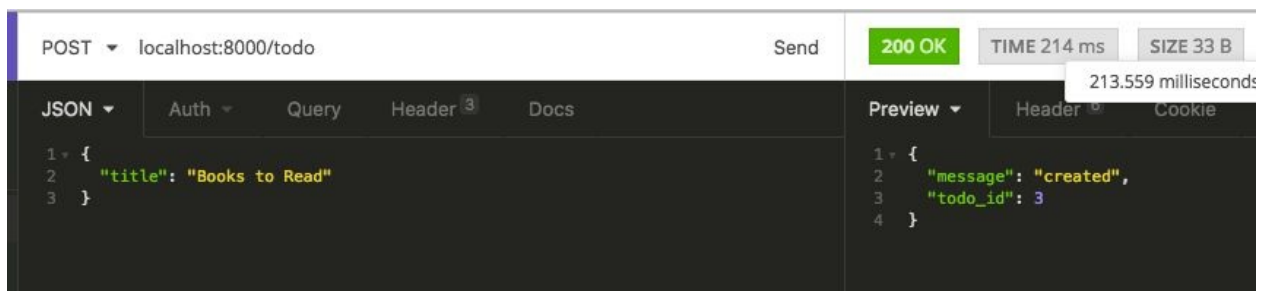 POST localhost:8000/todo Send 200 OK TIME 214 ms SIZE 33 B
213.559 milliseconds
JSON Auth Query Header 3 Docs Preview Header 6 Cookie
1 {
2 "title": "Books to Read"
3 }
1 {
2 "message": "created",
3 "todo_id": 3
4 }